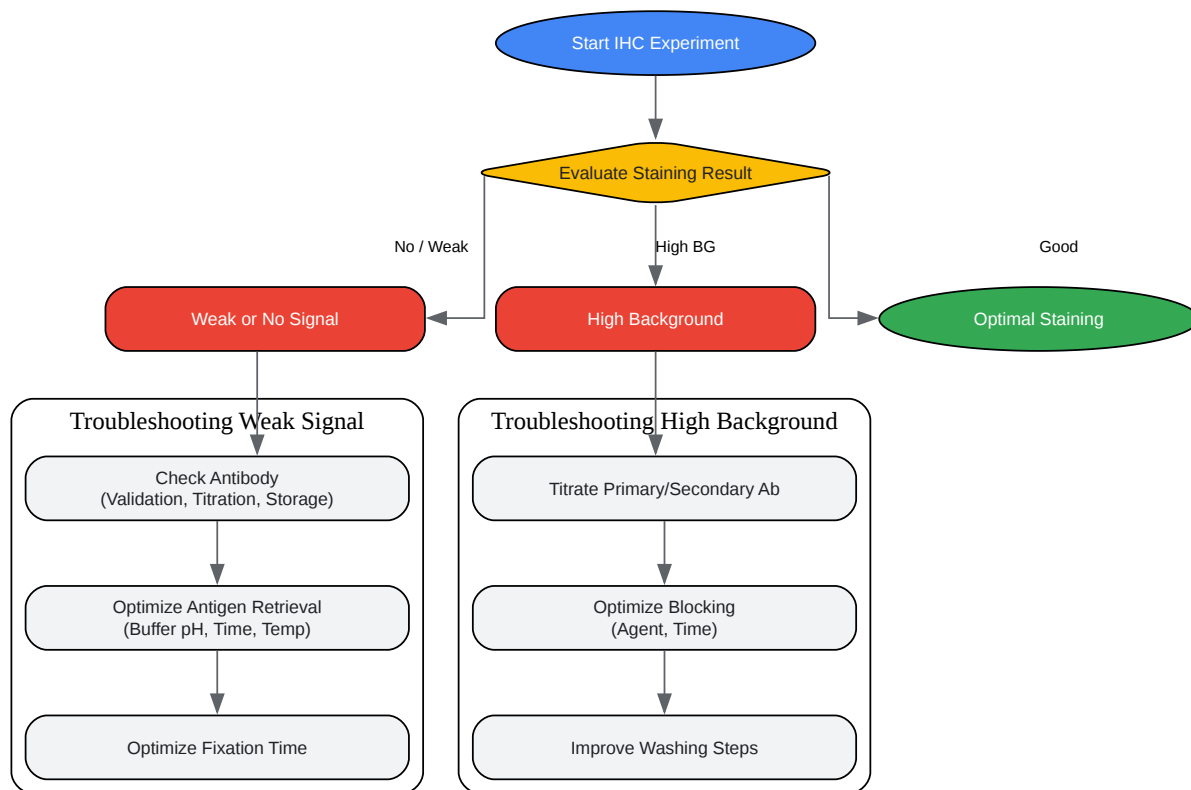 Start IHC Experiment
Evaluate Staining Result
No / Weak
High BG
Good
Weak or No Signal
High Background
Optimal Staining
Troubleshooting Weak Signal
Check Antibody
(Validation, Titration, Storage)
Optimize Antigen Retrieval
(Buffer pH, Time, Temp)
Optimize Fixation Time
Troubleshooting High Background
Titrate Primary/Secondary Ab
Optimize Blocking
(Agent, Time)
Improve Washing Steps